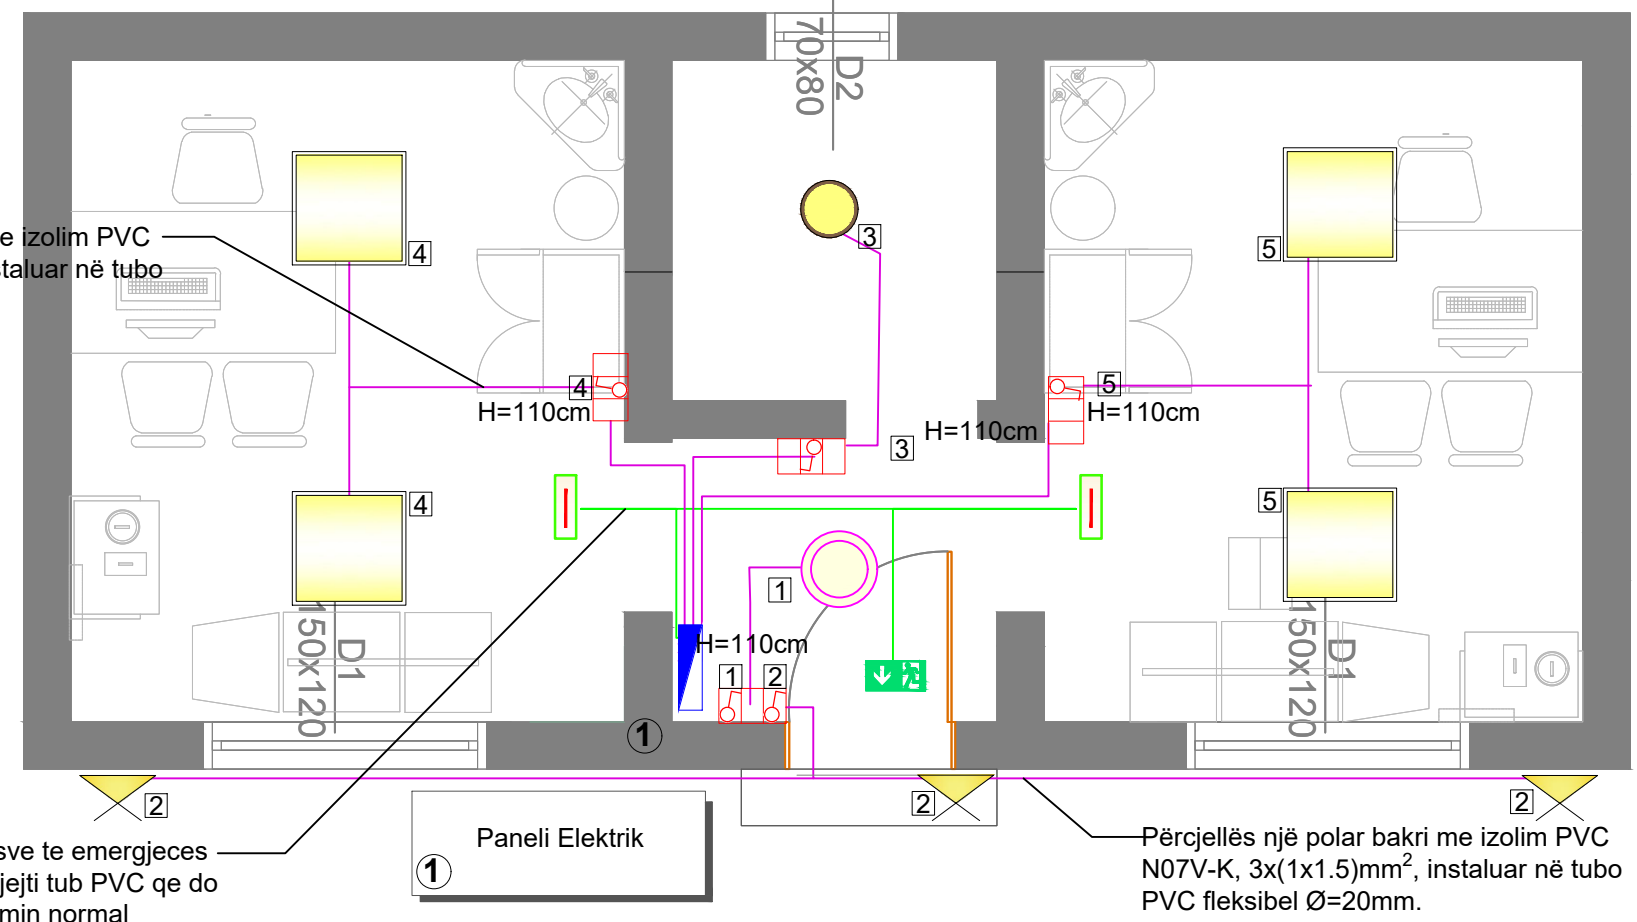 D2
70x80
3
4
5
e izolim PVC
staluar në tubo
4
H=110cm
5
H=110cm
H=110cm
3
4
5
1
H=110cm
1 2
D1
150x120
D1
150x120
1
2
2
2
Paneli Elektrik
1
sve te emergjeces
jejti tub PVC qe do
min normal
Përcjellës një polar bakri me izolim PVC
N07V-K, 3x(1x1.5)mm², instaluar në tubo
PVC fleksibel Ø=20mm.